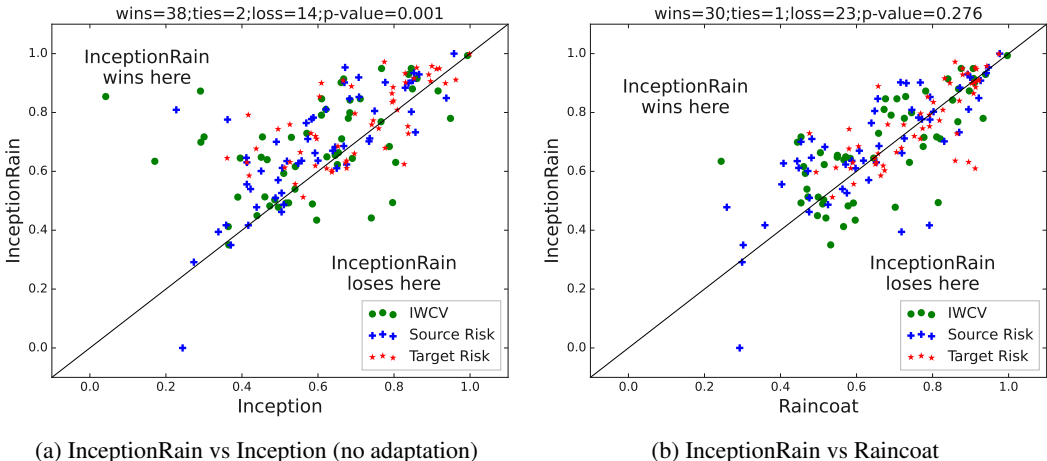 wins=38;ties=2;loss=14;p-value=0.001
InceptionRain
wins here
InceptionRain
loses here
IWCV
Source Risk
Target Risk
1.0
0.8
0.6
0.4
0.2
0.0
0.0 0.2 0.4 0.6 0.8 1.0
InceptionRain
Inception
(a) InceptionRain vs Inception (no adaptation)
wins=30;ties=1;loss=23;p-value=0.276
InceptionRain
wins here
InceptionRain
loses here
IWCV
Source Risk
Target Risk
1.0
0.8
0.6
0.4
0.2
0.0
0.0 0.2 0.4 0.6 0.8 1.0
InceptionRain
Raincoat
(b) InceptionRain vs Raincoat